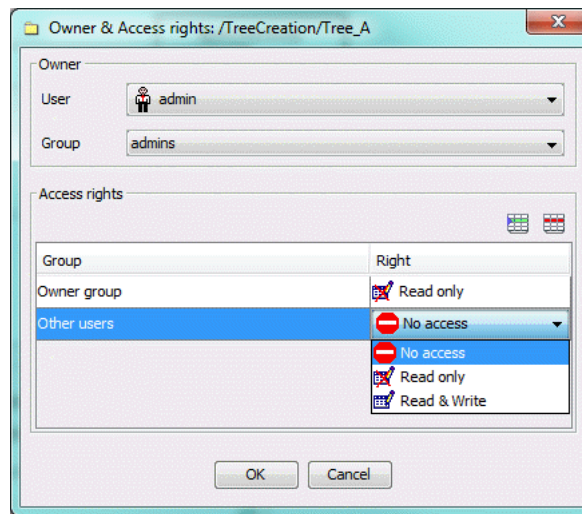 Owner & Access rights: /TreeCreation/Tree_A
Owner
User admin
Group admins
Access rights
Group Right
Owner group Read only
Other users No access
No access
Read only
Read & Write
OK Cancel